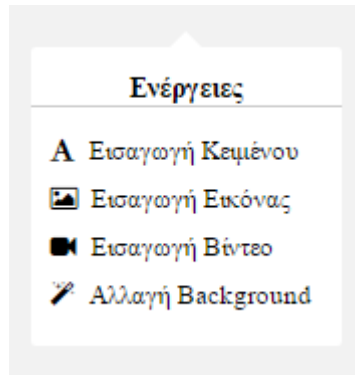 Ενέργειες
A Εισαγωγή Κειμένου
Εισαγωγή Εικόνας
Εισαγωγή Βίντεο
Αλλαγή Background